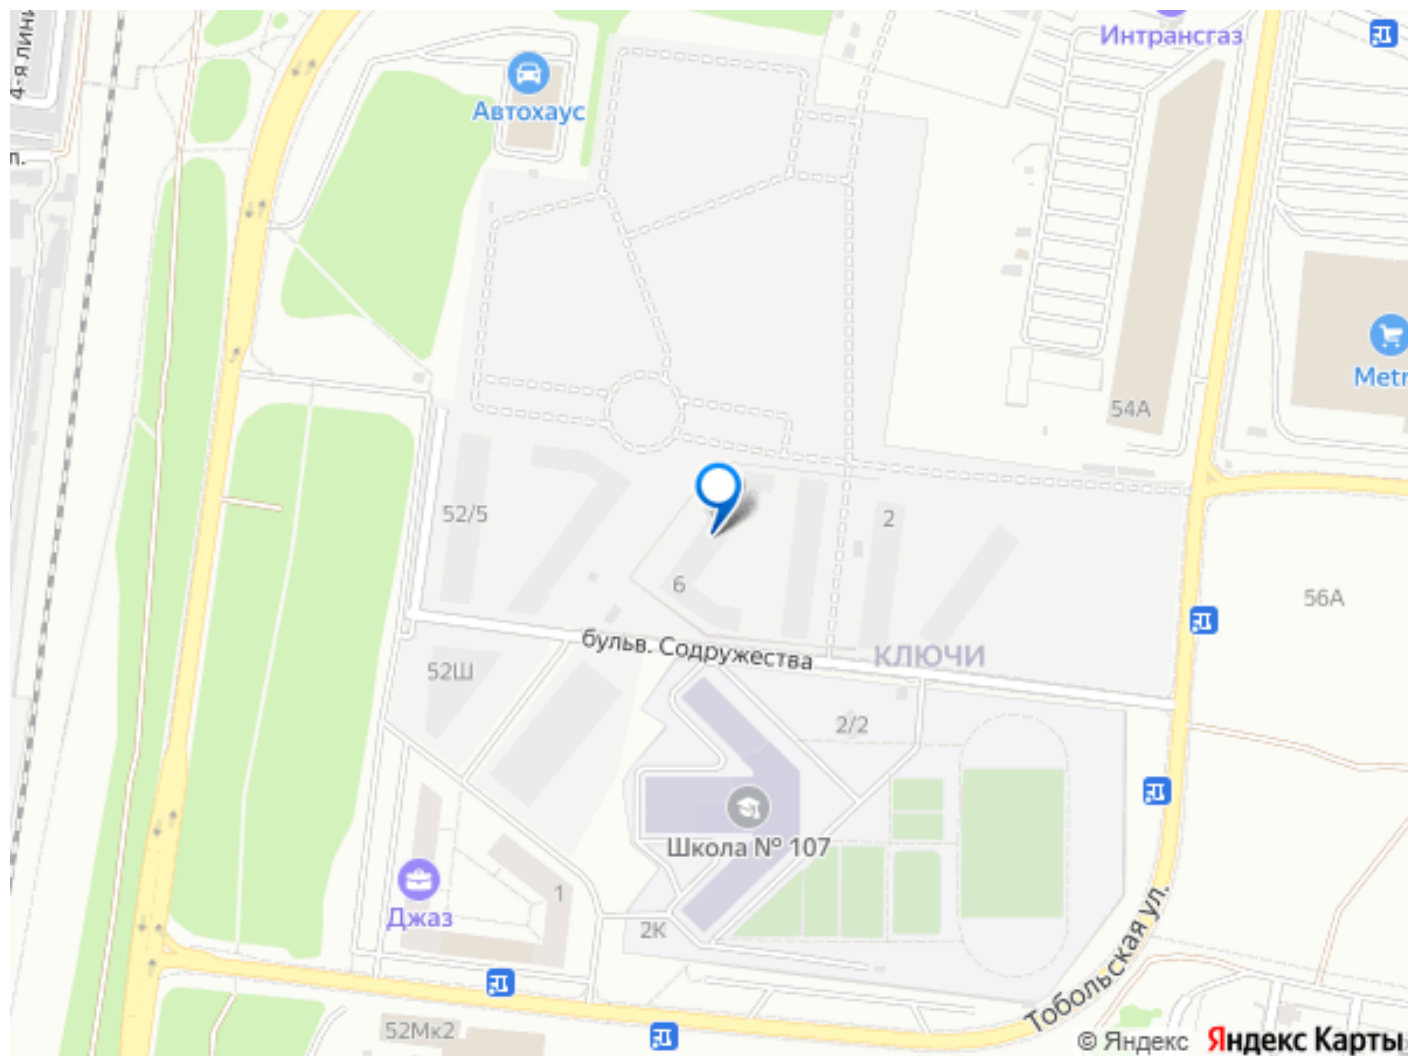 4-я лини
Интрансгаз
Автохаус
л.
Metr
54А
52/5
2
6
56А
бульв. Содружества
КЛЮЧИ
52Ш
2/2
Школа № 107
1
Джаз
2К
Тобольская ул.
52Мк2
© Яндекс Яндекс Карты